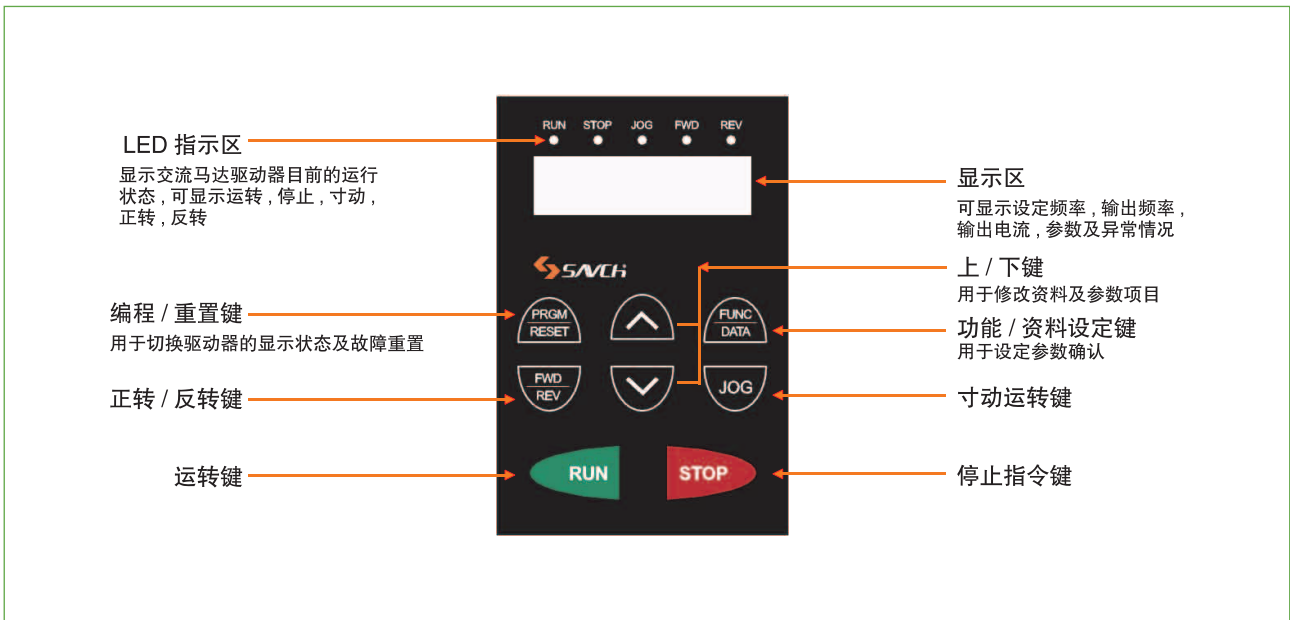 LED 指示区
显示交流马达驱动器目前的运行
状态 , 可显示运转 , 停止 , 寸动 ,
正转 , 反转
编程 / 重置键
用于切换驱动器的显示状态及故障重置
正转 / 反转键
运转键
RUN STOP JOG FWD REV
SAVCH
PRGM
RESET
FUNC
DATA
FWD
REV
JOG
RUN
STOP
显示区
可显示设定频率 , 输出频率 ,
输出电流 , 参数及异常情况
上 / 下键
用于修改资料及参数项目
功能 / 资料设定键
用于设定参数确认
寸动运转键
停止指令键